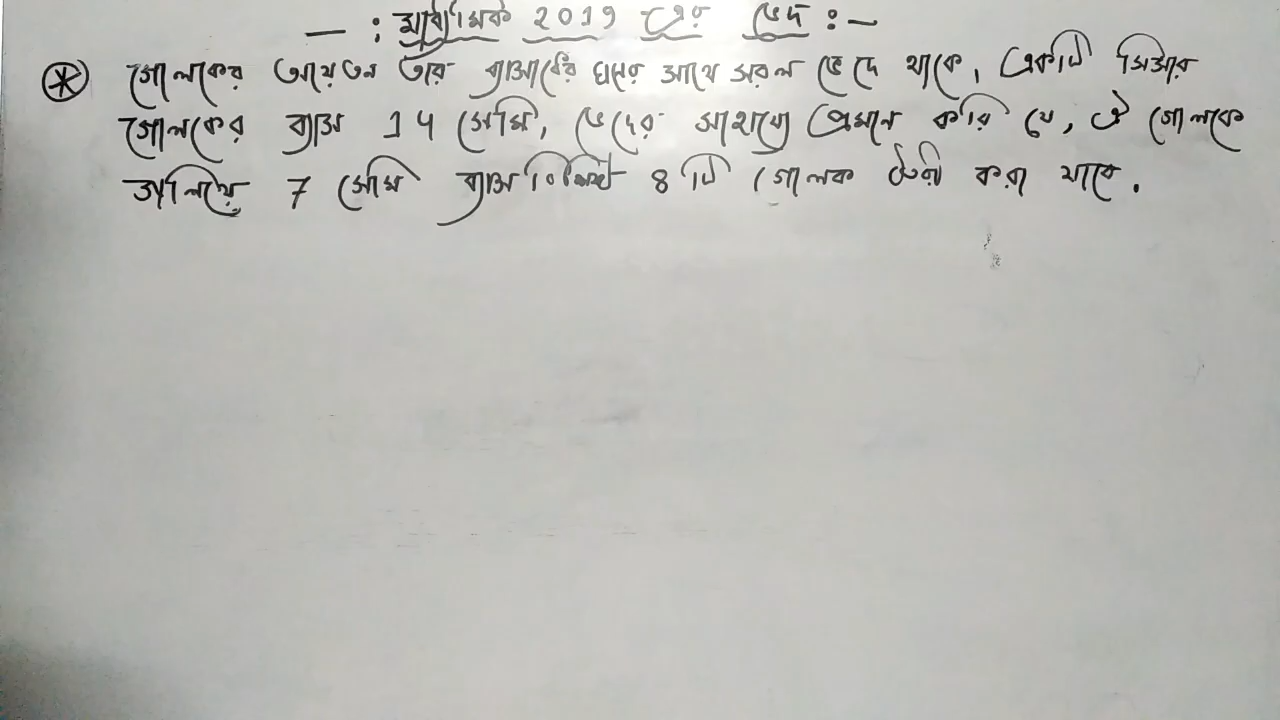 — : মাধ্যমিক 2019 এর ভেদ : —
গোলকের আয়তন তার ব্যাসার্ধের ঘনের সাথে সরল ভেদে থাকে, একটি নিরেট
গোলকের ব্যাস 14 সেমি, ভেদের সাহায্যে প্রমান করি যে, ঐ গোলকে
গলিয়ে 7 সেমি ব্যাসবিশিষ্ট 8 টি গোলক তৈরী করা যাবে.